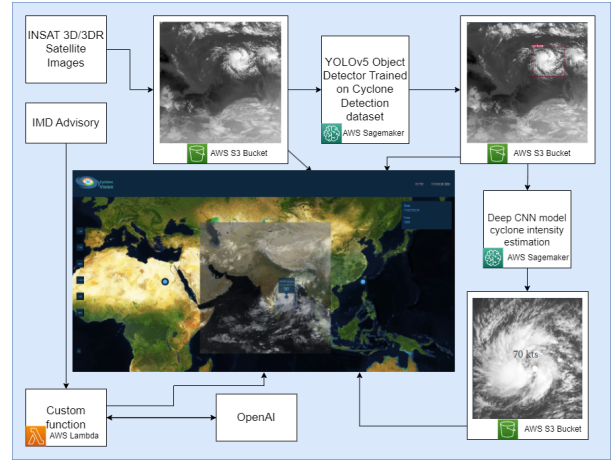 INSAT 3D/3DR
Satellite
Images
IMD Advisory
AWS S3 Bucket
YOLOv5 Object
Detector Trained
on Cyclone
Detection
dataset
AWS Sagemaker
AWS S3 Bucket
Deep CNN model
cyclone intensity
estimation
AWS Sagemaker
70 kts
AWS S3 Bucket
Custom
function
AWS Lambda
OpenAI